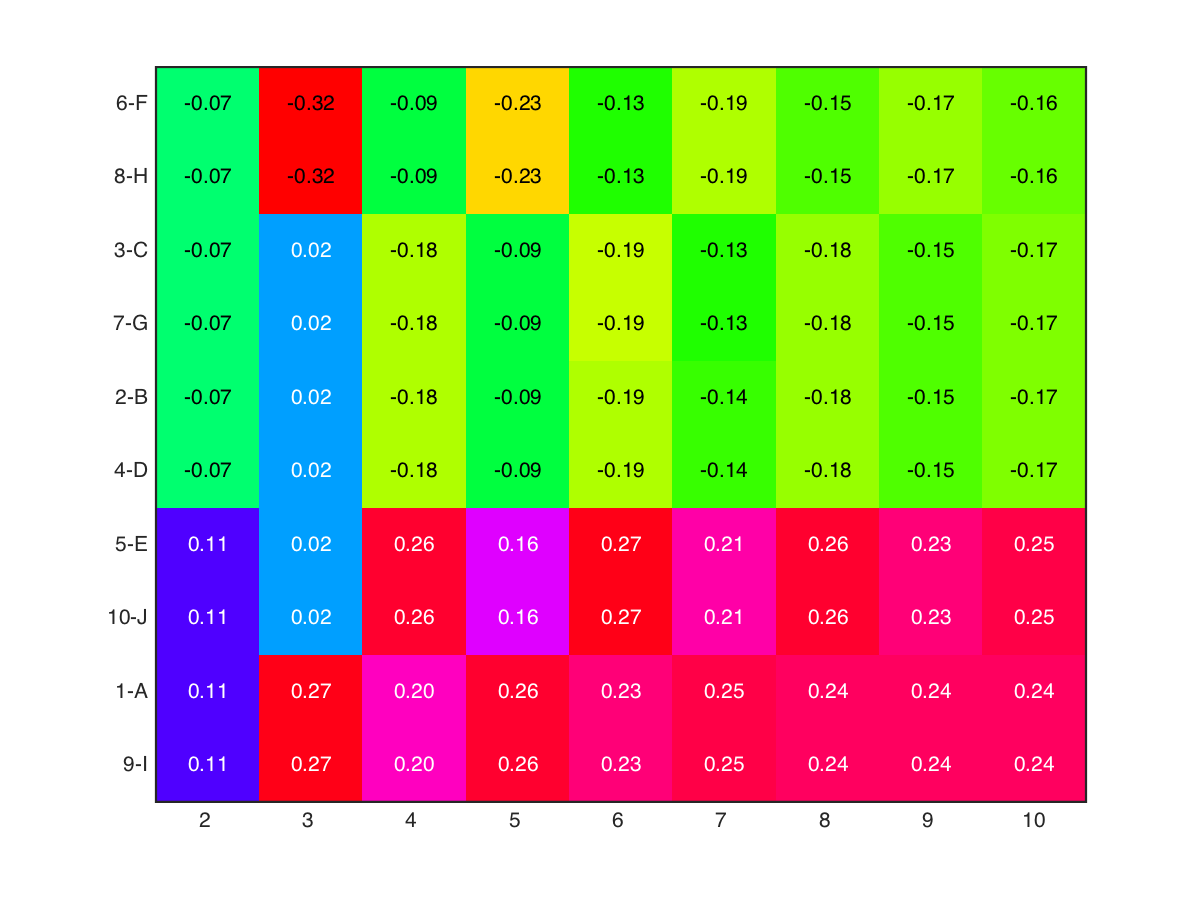 6-F -0.07 -0.32 -0.09 -0.23 -0.13 -0.19 -0.15 -0.17 -0.16
8-H -0.07 -0.32 -0.09 -0.23 -0.13 -0.19 -0.15 -0.17 -0.16
3-C -0.07 0.02 -0.18 -0.09 -0.19 -0.13 -0.18 -0.15 -0.17
7-G -0.07 0.02 -0.18 -0.09 -0.19 -0.13 -0.18 -0.15 -0.17
2-B -0.07 0.02 -0.18 -0.09 -0.19 -0.14 -0.18 -0.15 -0.17
4-D -0.07 0.02 -0.18 -0.09 -0.19 -0.14 -0.18 -0.15 -0.17
5-E 0.11 0.02 0.26 0.16 0.27 0.21 0.26 0.23 0.25
10-J 0.11 0.02 0.26 0.16 0.27 0.21 0.26 0.23 0.25
1-A 0.11 0.27 0.20 0.26 0.23 0.25 0.24 0.24 0.24
9-I 0.11 0.27 0.20 0.26 0.23 0.25 0.24 0.24 0.24
2 3 4 5 6 7 8 9 10